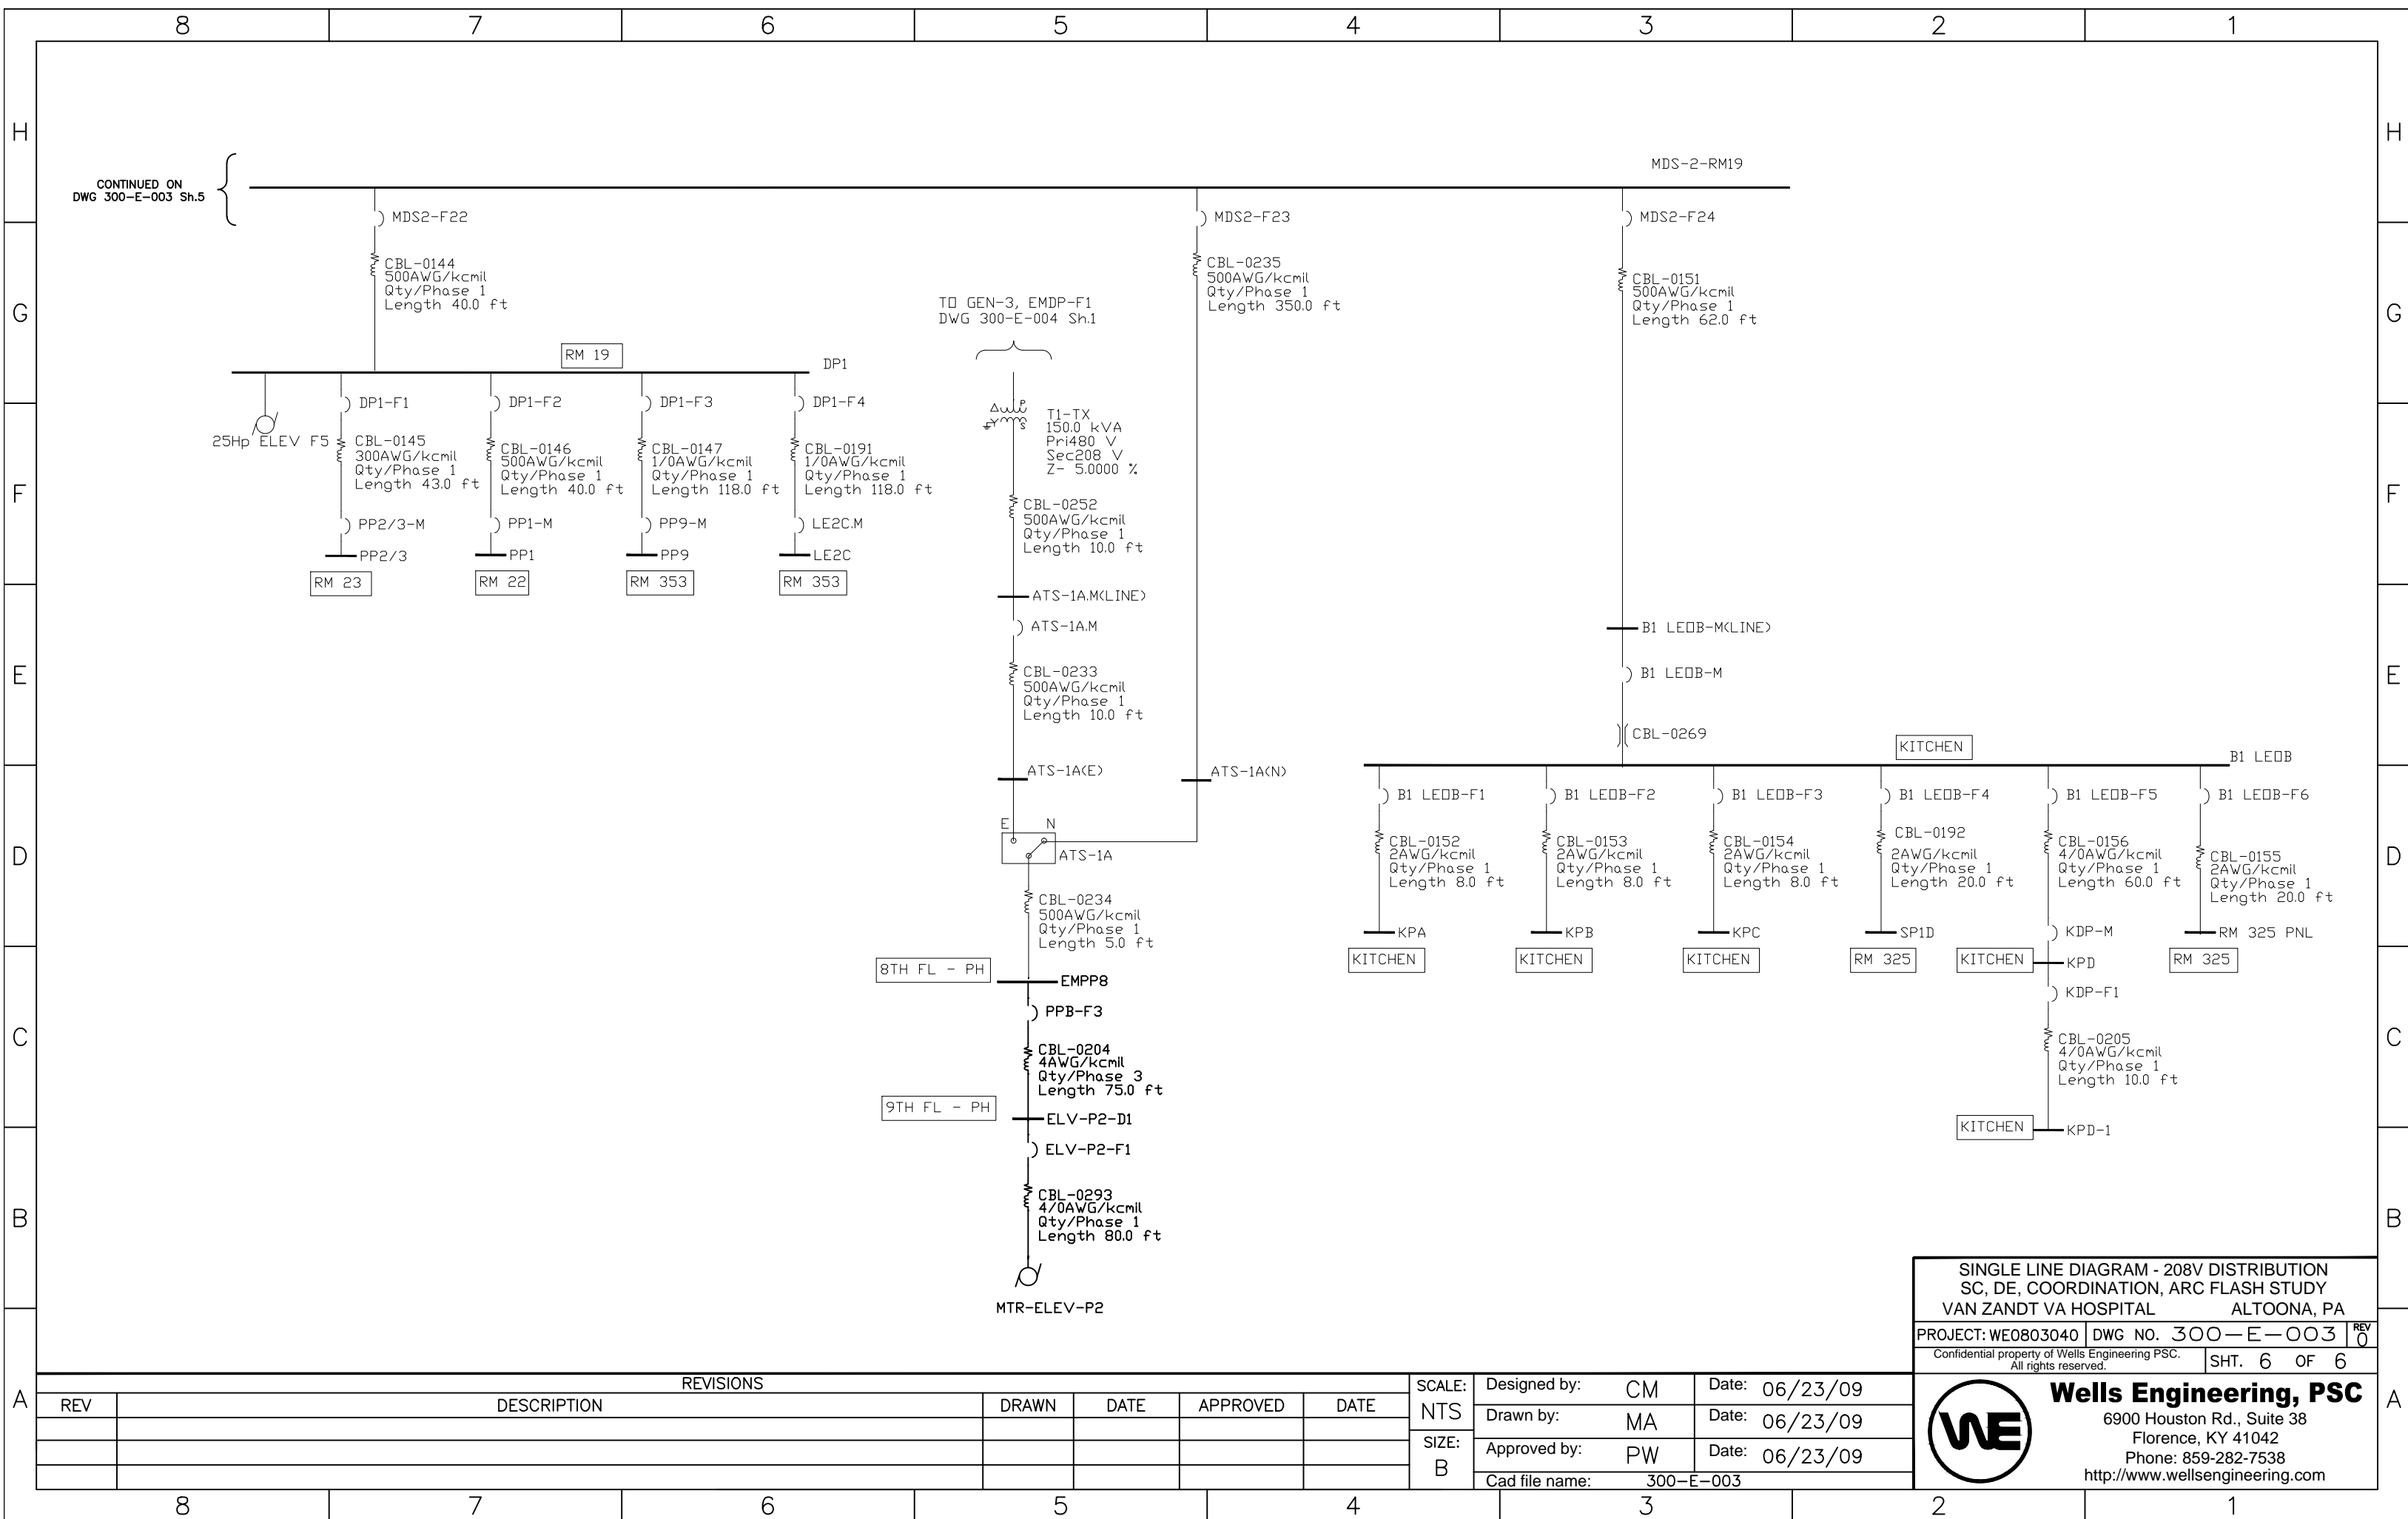 8 7 6 5 4 3 2 1
H
H
G
G
F
F
E
E
D
D
C
C
B
B
A
A
CONTINUED ON
DWG 300-E-003 Sh.5
MDS-2-RM19
MDS2-F22
CBL-0144
500AWG/kcmil
Qty/Phase 1
Length 40.0 ft
MDS2-F23
CBL-0235
500AWG/kcmil
Qty/Phase 1
Length 350.0 ft
MDS2-F24
CBL-0151
500AWG/kcmil
Qty/Phase 1
Length 62.0 ft
RM 19
DP1
25Hp ELEV F5
DP1-F1
CBL-0145
300AWG/kcmil
Qty/Phase 1
Length 43.0 ft
PP2/3-M
PP2/3
RM 23
DP1-F2
CBL-0146
500AWG/kcmil
Qty/Phase 1
Length 40.0 ft
PP1-M
PP1
RM 22
DP1-F3
CBL-0147
1/0AWG/kcmil
Qty/Phase 1
Length 118.0 ft
PP9-M
PP9
RM 353
DP1-F4
CBL-0191
1/0AWG/kcmil
Qty/Phase 1
Length 118.0 ft
LE2C.M
LE2C
RM 353
TO GEN-3, EMDP-F1
DWG 300-E-004 Sh.1
P
S
T1-TX
150.0 kVA
Pri480 V
Sec208 V
Z- 5.0000 %
CBL-0252
500AWG/kcmil
Qty/Phase 1
Length 10.0 ft
ATS-1A.M(LINE)
ATS-1A.M
CBL-0233
500AWG/kcmil
Qty/Phase 1
Length 10.0 ft
ATS-1A(E)
ATS-1A(N)
E N
ATS-1A
CBL-0234
500AWG/kcmil
Qty/Phase 1
Length 5.0 ft
8TH FL - PH
EMPP8
PPB-F3
CBL-0204
4AWG/kcmil
Qty/Phase 3
Length 75.0 ft
9TH FL - PH
ELV-P2-D1
ELV-P2-F1
CBL-0293
4/0AWG/kcmil
Qty/Phase 1
Length 80.0 ft
MTR-ELEV-P2
B1 LEOB-M(LINE)
B1 LEOB-M
CBL-0269
KITCHEN
B1 LEOB
B1 LEOB-F1
CBL-0152
2AWG/kcmil
Qty/Phase 1
Length 8.0 ft
KPA
KITCHEN
B1 LEOB-F2
CBL-0153
2AWG/kcmil
Qty/Phase 1
Length 8.0 ft
KPB
KITCHEN
B1 LEOB-F3
CBL-0154
2AWG/kcmil
Qty/Phase 1
Length 8.0 ft
KPC
KITCHEN
B1 LEOB-F4
CBL-0192
2AWG/kcmil
Qty/Phase 1
Length 20.0 ft
SP1D
RM 325
B1 LEOB-F5
CBL-0156
4/0AWG/kcmil
Qty/Phase 1
Length 60.0 ft
KDP-M
KITCHEN
KPD
KDP-F1
CBL-0205
4/0AWG/kcmil
Qty/Phase 1
Length 10.0 ft
KITCHEN
KPD-1
B1 LEOB-F6
CBL-0155
2AWG/kcmil
Qty/Phase 1
Length 20.0 ft
RM 325 PNL
RM 325
SINGLE LINE DIAGRAM - 208V DISTRIBUTION
SC, DE, COORDINATION, ARC FLASH STUDY
VAN ZANDT VA HOSPITAL ALTOONA, PA
PROJECT: WE0803040 DWG NO. 300-E-003 REV 0
Confidential property of Wells Engineering PSC.
All rights reserved.
SHT. 6 OF 6
WE
Wells Engineering, PSC
6900 Houston Rd., Suite 38
Florence, KY 41042
Phone: 859-282-7538
http://www.wellsengineering.com
REVISIONS
REV DESCRIPTION DRAWN DATE APPROVED DATE
SCALE:
NTS
SIZE:
B
Designed by: CM Date: 06/23/09
Drawn by: MA Date: 06/23/09
Approved by: PW Date: 06/23/09
Cad file name: 300-E-003
8 7 6 5 4 3 2 1